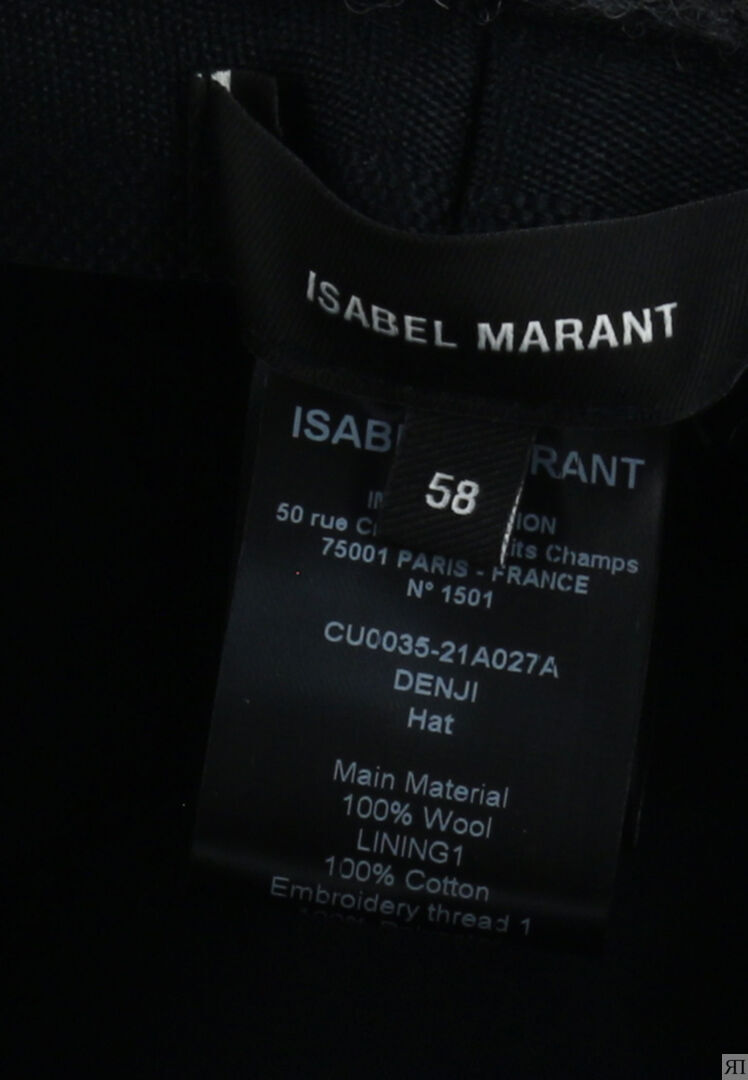 ISABEL MARANT
ISAB RANT
58
ION
50 rue its Champs
75001 PARIS - FRANCE
N° 1501
CU0035-21A027A
DENJI
Hat
Main Material
100% Wool
LINING1
100% Cotton
Embroidery thread 1